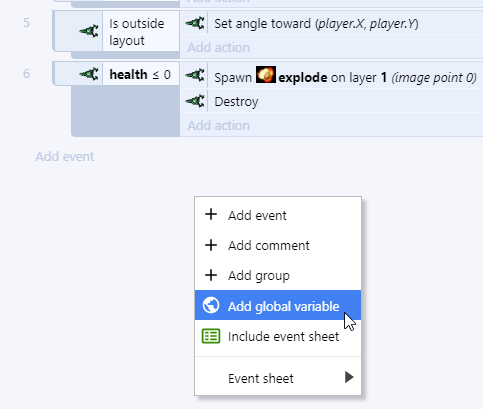 5
Is outside
layout
Set angle toward (player.X, player.Y)
Add action
6
health ≤ 0
Spawn explode on layer 1 (image point 0)
Destroy
Add action
Add event
Add event
Add comment
Add group
Add global variable
Include event sheet
Event sheet